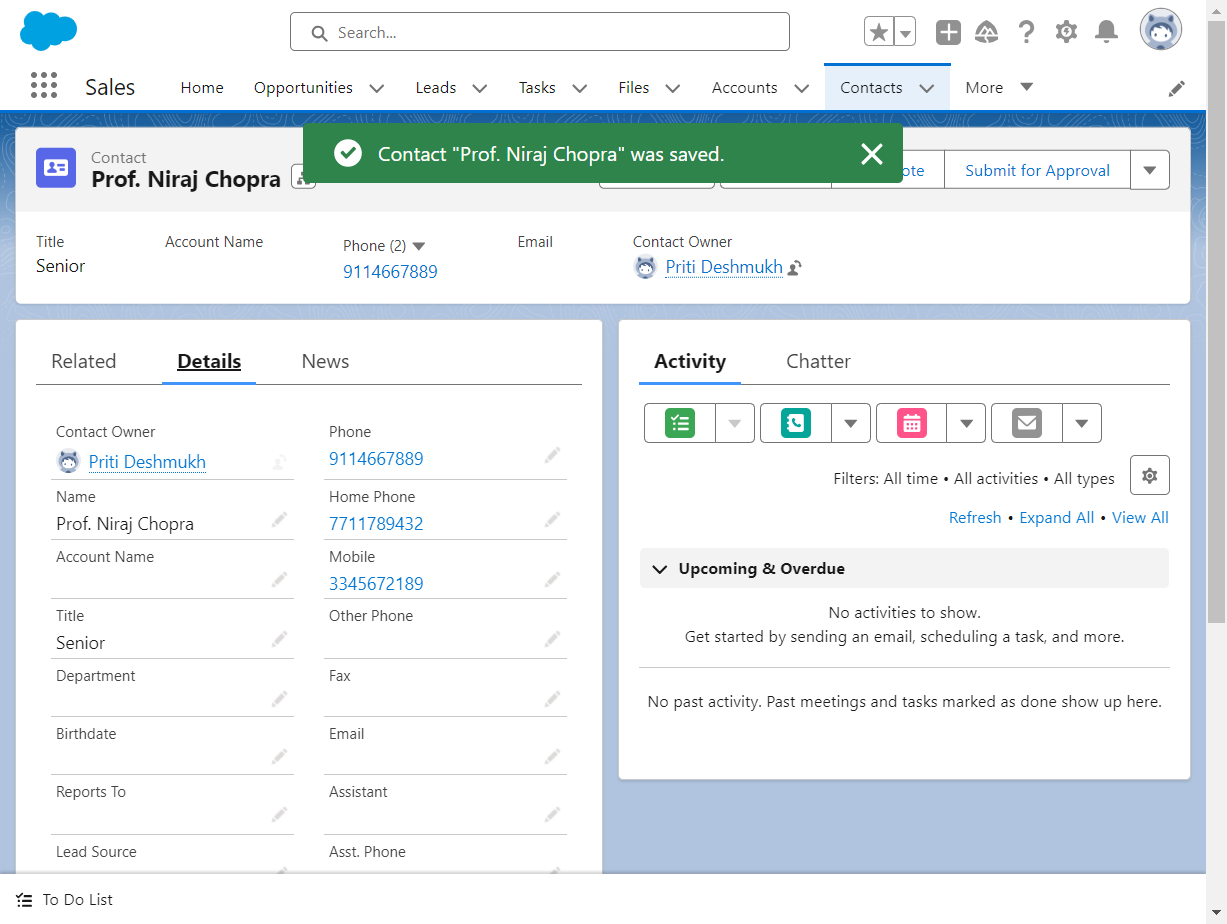 Search...
Sales
Home
Opportunities
Leads
Tasks
Files
Accounts
Contacts
More
Contact "Prof. Niraj Chopra" was saved.
Contact
Prof. Niraj Chopra
Submit for Approval
Title
Senior
Account Name
Phone (2)
9114667889
Email
Contact Owner
Priti Deshmukh
Related
Details
News
Contact Owner
Priti Deshmukh
Phone
9114667889
Name
Prof. Niraj Chopra
Home Phone
7711789432
Account Name
Mobile
3345672189
Title
Senior
Other Phone
Department
Fax
Birthdate
Email
Reports To
Assistant
Lead Source
Asst. Phone
Activity
Chatter
Filters: All time • All activities • All types
Refresh • Expand All • View All
Upcoming & Overdue
No activities to show.
Get started by sending an email, scheduling a task, and more.
No past activity. Past meetings and tasks marked as done show up here.
To Do List